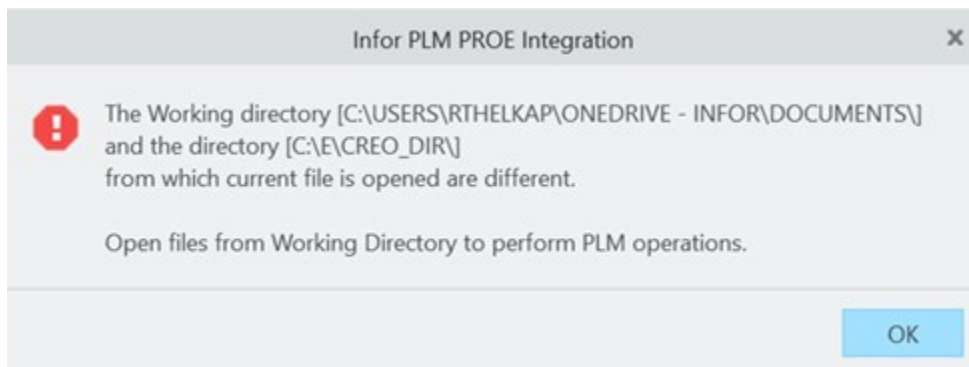 Infor PLM PROE Integration
The Working directory [C:\USERS\RTHELKAP\ONEDRIVE - INFOR\DOCUMENTS\]
and the directory [C:\E\CREO_DIR\]
from which current file is opened are different.
Open files from Working Directory to perform PLM operations.
OK